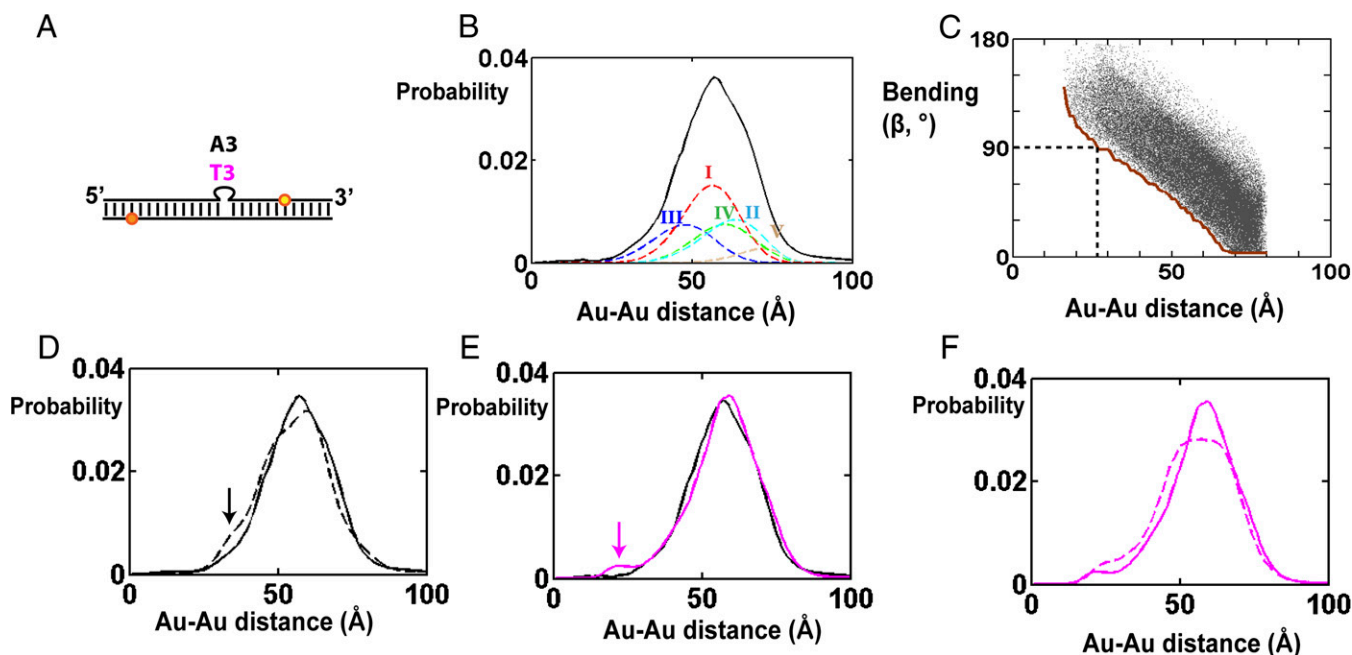 A
A3
T3
5’
3’
B
0.04
Probability
0.02
0
I
III
IV
II
V
0
50
100
Au-Au distance (Å)
C
180
Bending
(β, °)
90
0
0
50
100
Au-Au distance (Å)
D
0.04
Probability
0.02
0
0
50
100
Au-Au distance (Å)
E
0.04
Probability
0.02
0
0
50
100
Au-Au distance (Å)
F
0.04
Probability
0.02
0
0
50
100
Au-Au distance (Å)